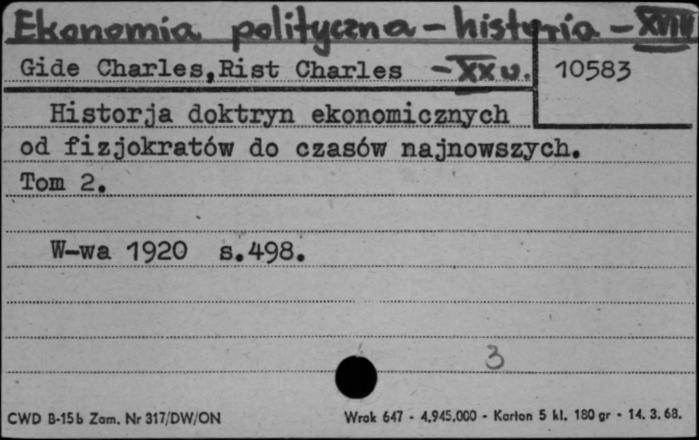 Ekonomia polityczna - historia - XVIII
Gide Charles, Rist Charles - XX w. 10583
Historja doktryn ekonomicznych
od fizjokratów do czasów najnowszych.
Tom 2.
W-wa 1920 s.498.
3
CWD B-15b Zam. Nr 317/DW/ON Wrak 647 - 4.945.000 - Karton 5 kl. 180 gr - 14. 3. 68.